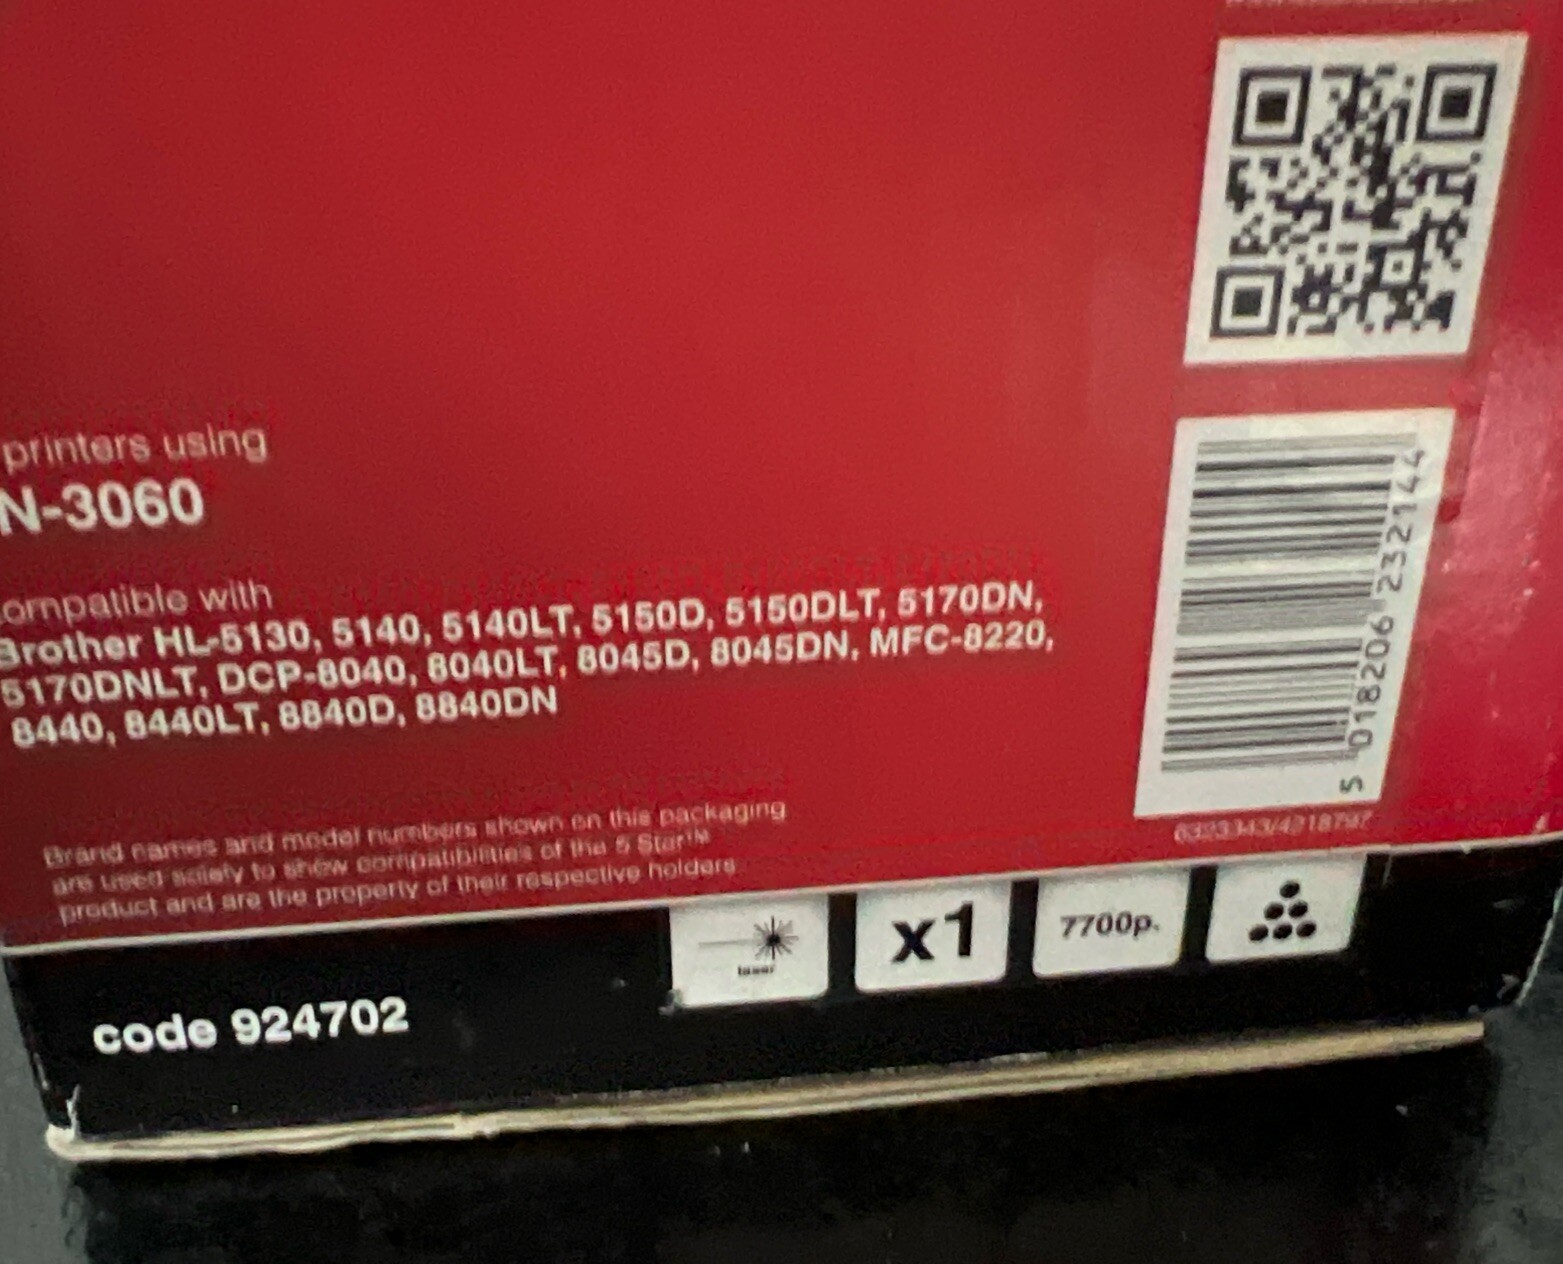 printers using
N-3060
ompatible with
Brother HL-5130, 5140, 5140LT, 5150D, 5150DLT, 5170DN,
5170DNLT, DCP-8040, 8040LT, 8045D, 8045DN, MFC-8220,
8440, 8440LT, 8840D, 8840DN
Brand names and model numbers shown on this packaging
are used solely to show compatibilities of the 5 Star™
product and are the property of their respective holders
5 018206 232144
6323343/4218797
laser
x1
7700p.
code 924702